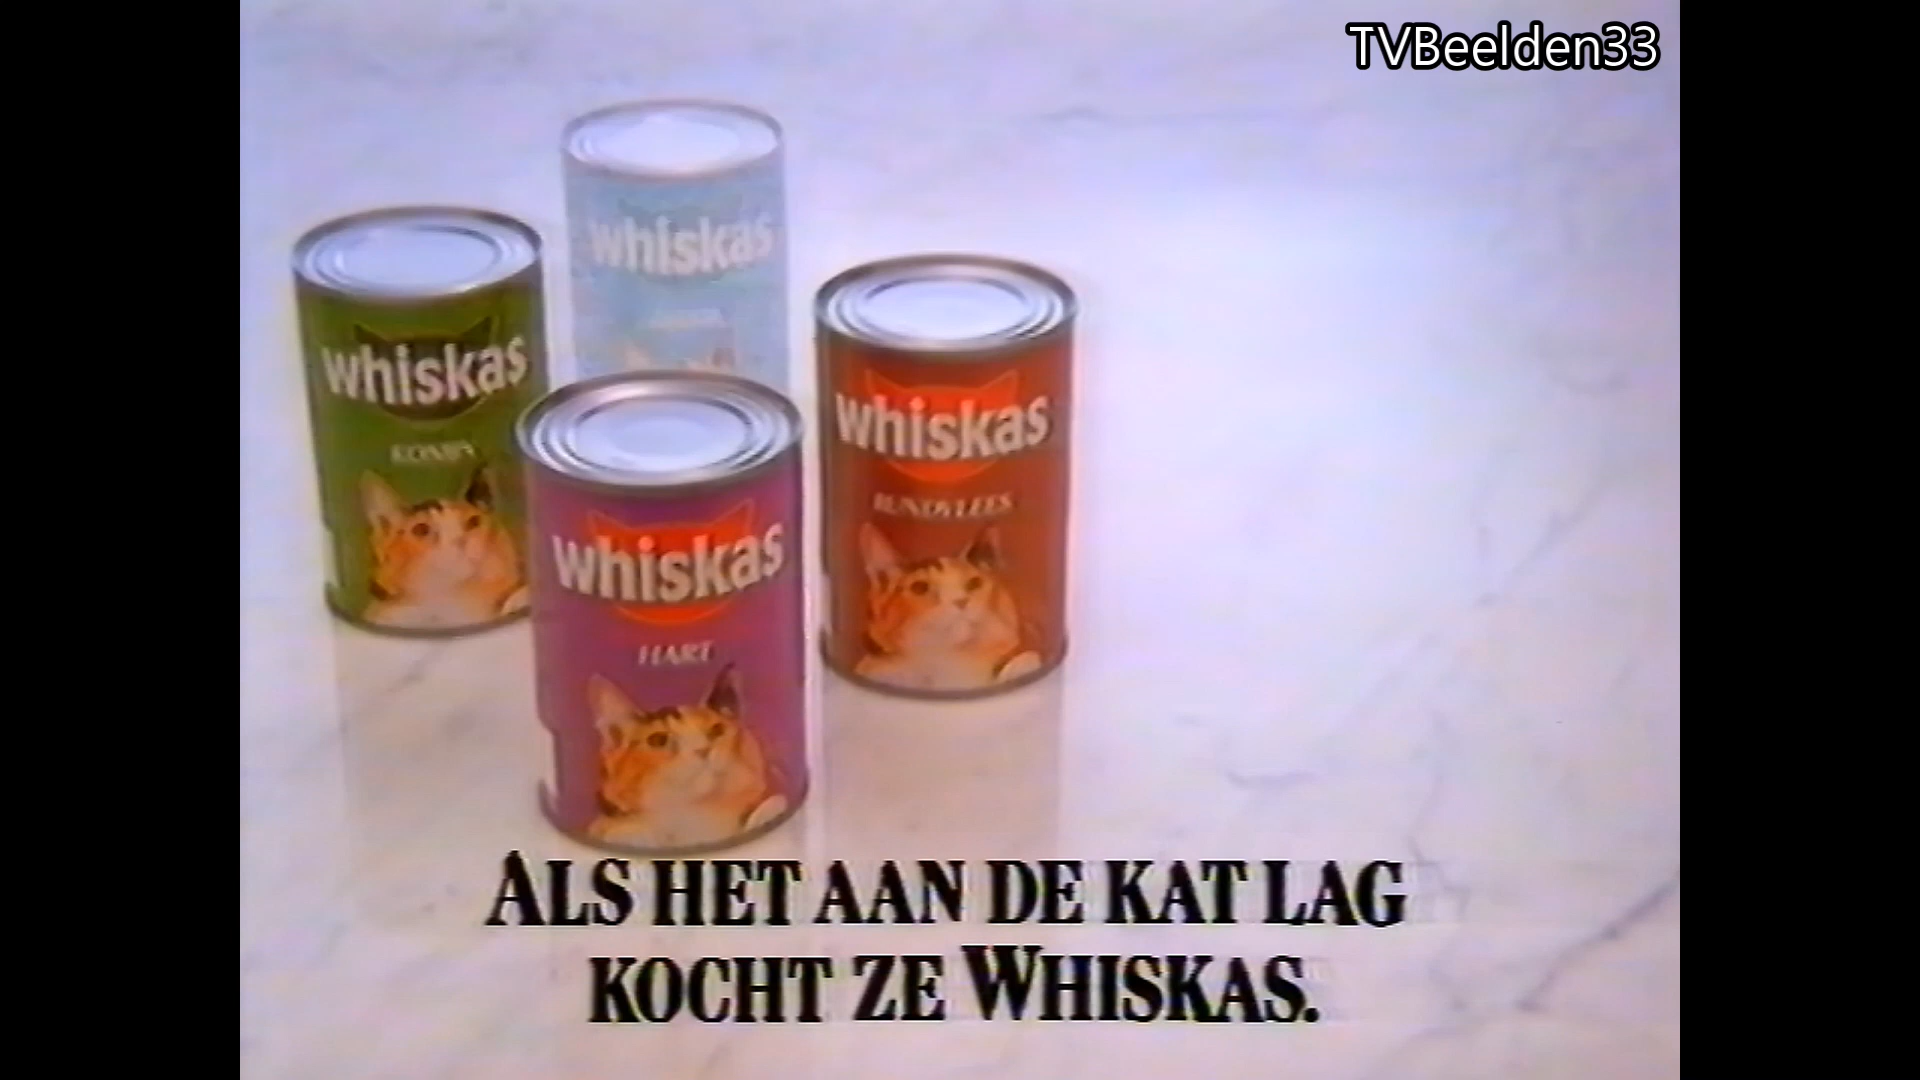 TVBeelden33
whiskas
whiskas
KONIJN
whiskas
RUNDVLEES
whiskas
HART
ALS HET AAN DE KAT LAG
KOCHT ZE WHISKAS.